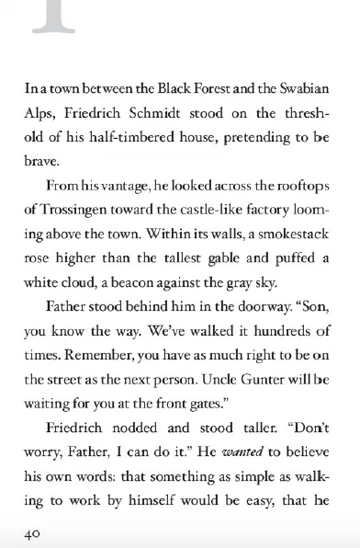 In a town between the Black Forest and the Swabian
Alps, Friedrich Schmidt stood on the thresh-
old of his half-timbered house, pretending to be
brave.
From his vantage, he looked across the rooftops
of Trossingen toward the castle-like factory loom-
ing above the town. Within its walls, a smokestack
rose higher than the tallest gable and puffed a
white cloud, a beacon against the gray sky.
Father stood behind him in the doorway. “Son,
you know the way. We’ve walked it hundreds of
times. Remember, you have as much right to be on
the street as the next person. Uncle Gunter will be
waiting for you at the front gates.”
Friedrich nodded and stood taller. “Don’t
worry, Father, I can do it.” He wanted to believe
his own words: that something as simple as walk-
ing to work by himself would be easy, that he
40